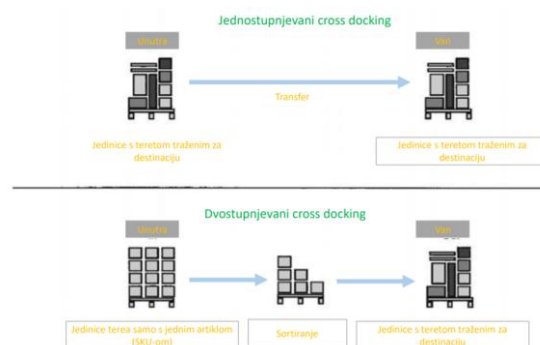 Jednostupnjevani cross docking
Unutra
Van
Transfer
Jedinice s teretom traženim za
destinaciju
Jedinice s teretom traženim za
destinaciju
Dvostupnjevani cross docking
Unutra
Van
Jedinice terea samo s jednim artiklom
(SKU-om)
Sortiranje
Jedinice s teretom traženim za
destinaciju